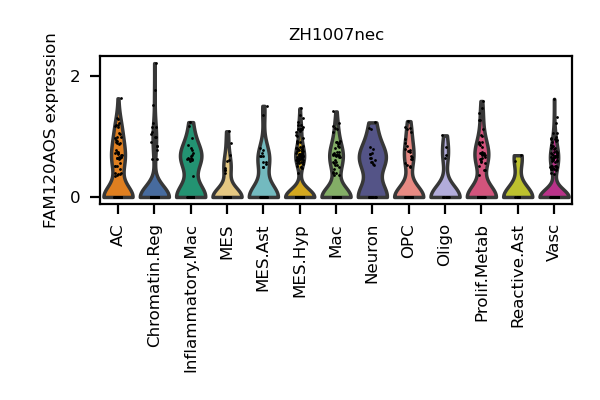 ZH1007nec
FAM120AOS expression
2
0
AC
Chromatin.Reg
Inflammatory.Mac
MES
MES.Ast
MES.Hyp
Mac
Neuron
OPC
Oligo
Prolif.Metab
Reactive.Ast
Vasc